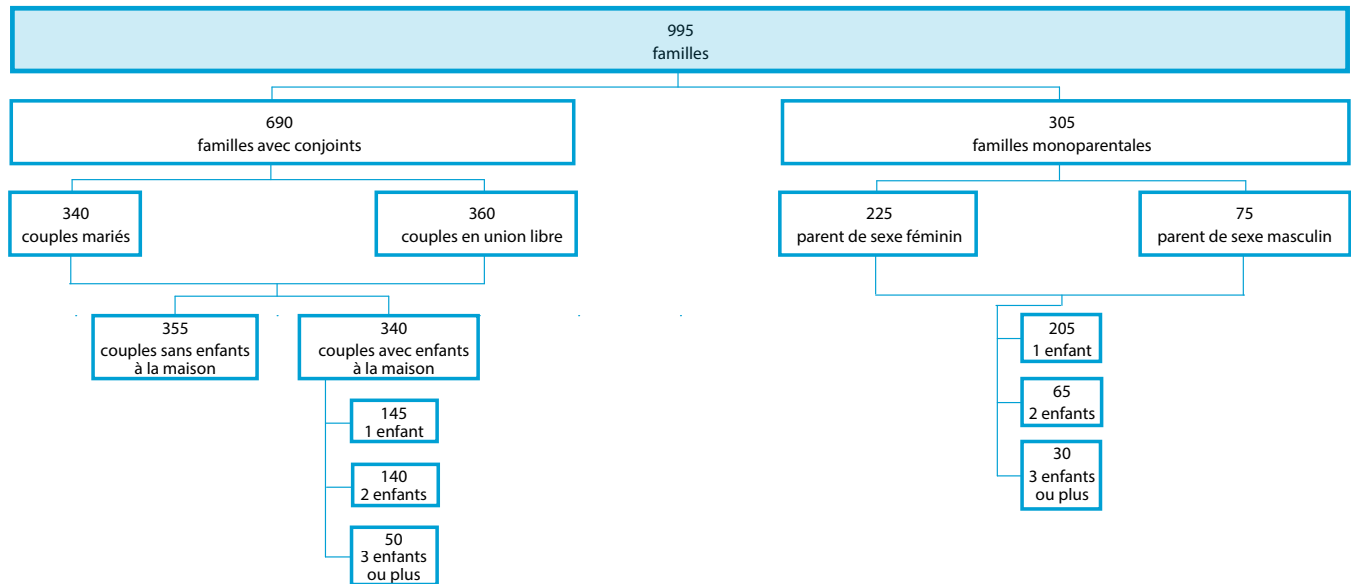 995
familles
690
familles avec conjoints
305
familles monoparentales
340
couples mariés
360
couples en union libre
225
parent de sexe féminin
75
parent de sexe masculin
355
couples sans enfants
à la maison
340
couples avec enfants
à la maison
205
1 enfant
65
2 enfants
30
3 enfants
ou plus
145
1 enfant
140
2 enfants
50
3 enfants
ou plus